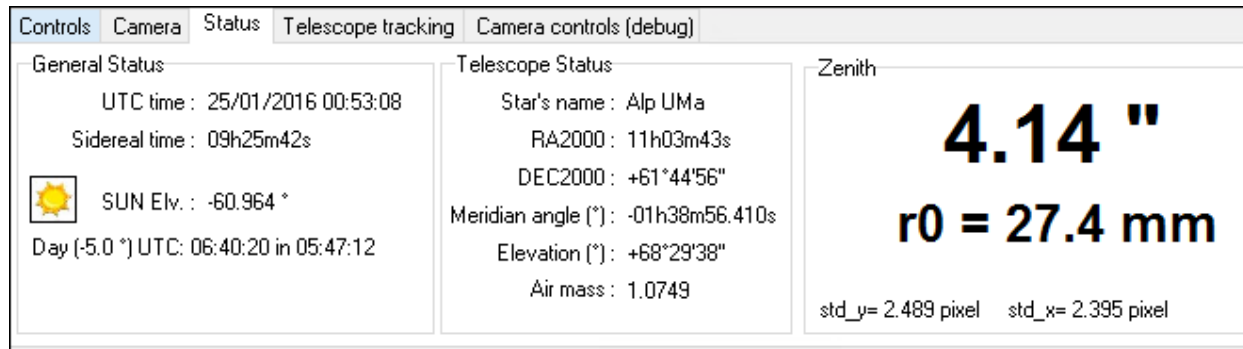 Controls Camera Status Telescope tracking Camera controls (debug)
General Status
UTC time : 25/01/2016 00:53:08
Sidereal time : 09h25m42s
SUN Elv. : -60.964 °
Day (-5.0 °) UTC: 06:40:20 in 05:47:12
Telescope Status
Star's name : Alp UMa
RA2000 : 11h03m43s
DEC2000 : +61°44'56"
Meridian angle (°) : -01h38m56.410s
Elevation (°) : +68°29'38"
Air mass : 1.0749
Zenith
4.14 "
r0 = 27.4 mm
std_y= 2.489 pixel std_x= 2.395 pixel